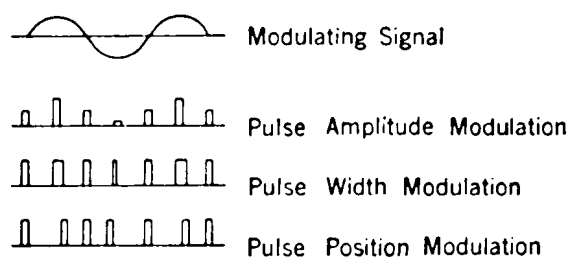 Modulating Signal
Pulse Amplitude Modulation
Pulse Width Modulation
Pulse Position Modulation